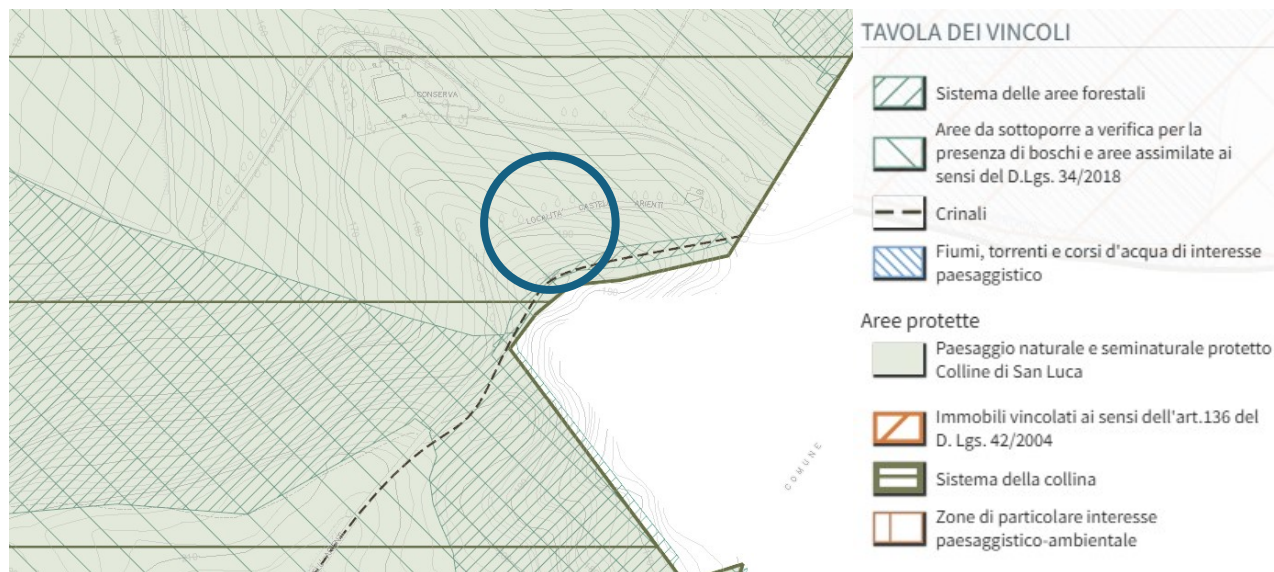 CONSERVA
LOCALITA' CASTEL ARIENTI
COMUNE
TAVOLA DEI VINCOLI
Sistema delle aree forestali
Aree da sottoporre a verifica per la
presenza di boschi e aree assimilate ai
sensi del D.Lgs. 34/2018
Crinali
Fiumi, torrenti e corsi d'acqua di interesse
paesaggistico
Aree protette
Paesaggio naturale e seminaturale protetto
Colline di San Luca
Immobili vincolati ai sensi dell'art.136 del
D. Lgs. 42/2004
Sistema della collina
Zone di particolare interesse
paesaggistico-ambientale